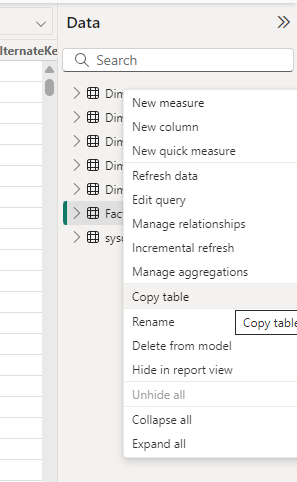 Data
lternateKe
Search
Dim
Dim
Dim
Dim
Dim
Fact
sysd
New measure
New column
New quick measure
Refresh data
Edit query
Manage relationships
Incremental refresh
Manage aggregations
Copy table
Rename
Copy table
Delete from model
Hide in report view
Unhide all
Collapse all
Expand all